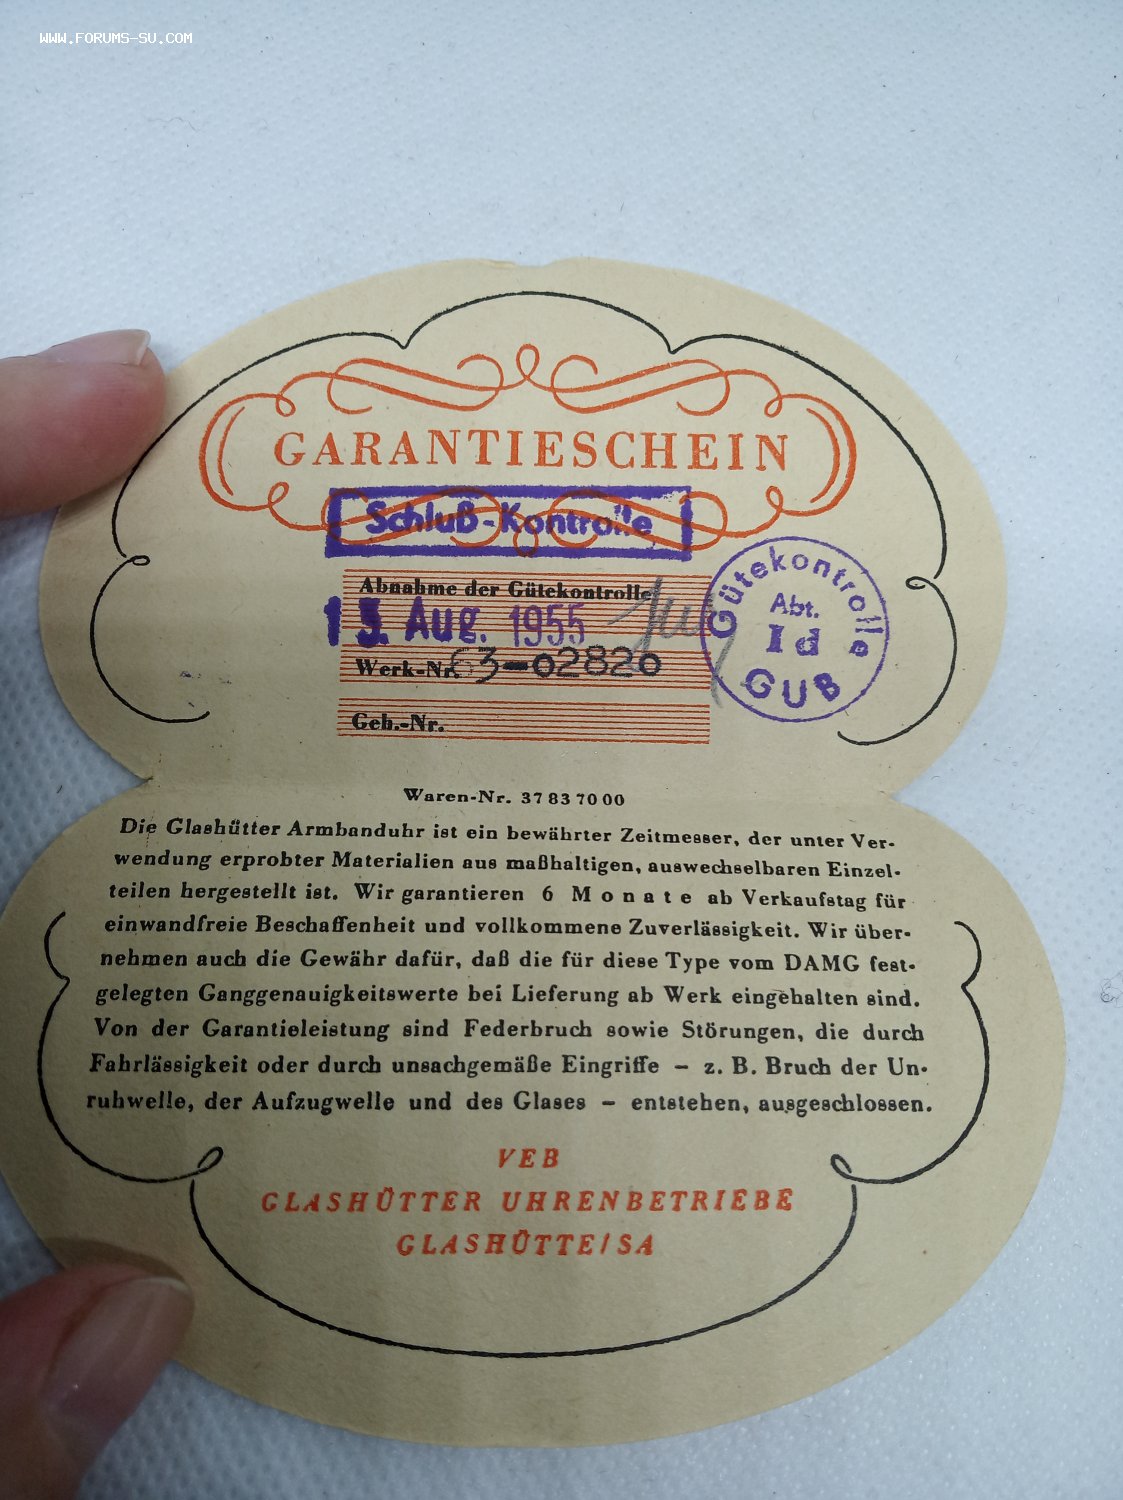 WWW.FORUMS-SU.COM
GARANTIESCHEIN
Schluß-Kontrolle
Abnahme der Gütekontrolle
Aug. 1955
Werk-Nr. 63-02820
Geh.-Nr.
Gütekontrolle
Abt.
Id
GUB
Waren-Nr. 37 83 70 00
Die Glashütter Armbanduhr ist ein bewährter Zeitmesser, der unter Ver-
wendung erprobter Materialien aus maßhaltigen, auswechselbaren Einzel-
teilen hergestellt ist. Wir garantieren 6 Monate ab Verkaufstag für
einwandfreie Beschaffenheit und vollkommene Zuverlässigkeit. Wir über-
nehmen auch die Gewähr dafür, daß die für diese Type vom DAMG fest-
gelegten Ganggenauigkeitswerte bei Lieferung ab Werk eingehalten sind.
Von der Garantieleistung sind Federbruch sowie Störungen, die durch
Fahrlässigkeit oder durch unsachgemäße Eingriffe – z. B. Bruch der Un-
ruhwelle, der Aufzugwelle und des Glases – entstehen, ausgeschlossen.
VEB
GLASHÜTTER UHRENBETRIEBE
GLASHÜTTE/SA